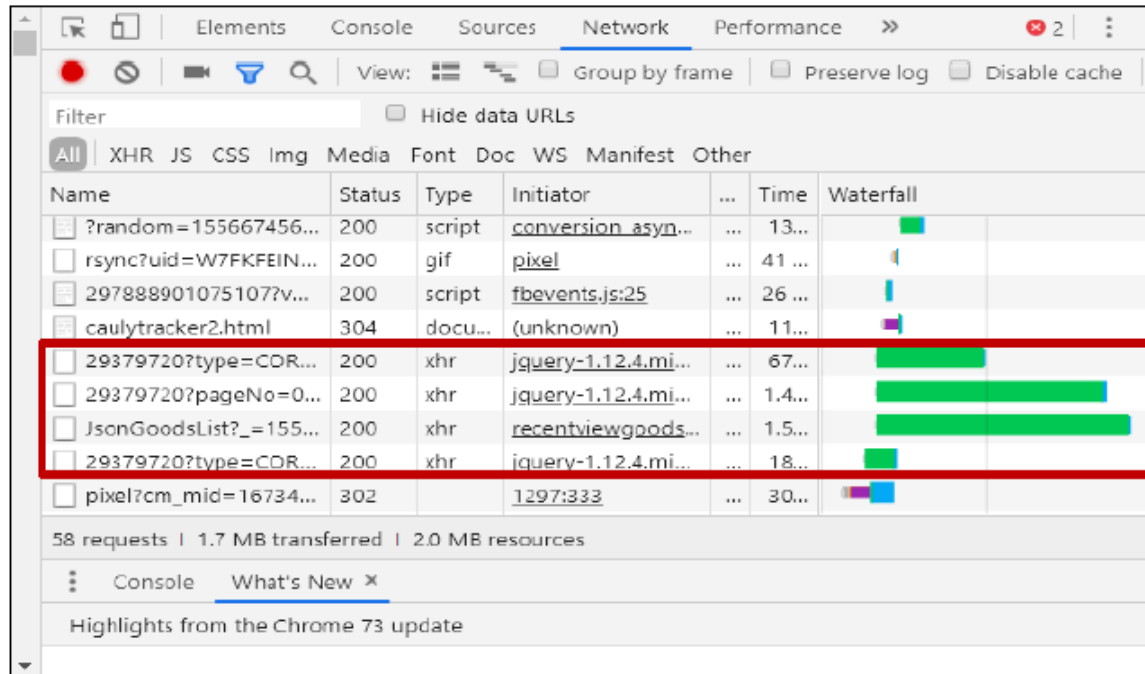 Elements Console Sources Network Performance » 2
View: Group by frame Preserve log Disable cache
Filter Hide data URLs
All XHR JS CSS Img Media Font Doc WS Manifest Other
Name Status Type Initiator ... Time Waterfall
?random=155667456... 200 script conversion_asyn... ... 13...
rsync?uid=W7FKFEIN... 200 gif pixel ... 41 ...
297888901075107?v... 200 script fbevents.js:25 ... 26 ...
caulytracker2.html 304 docu... (unknown) ... 11...
29379720?type=COR... 200 xhr jquery-1.12.4.mi... ... 67...
29379720?pageNo=0... 200 xhr jquery-1.12.4.mi... ... 1.4...
JsonGoodsList?_=155... 200 xhr recentviewgoods... ... 1.5...
29379720?type=COR... 200 xhr jquery-1.12.4.mi... ... 18...
pixel?cm_mid=16734... 302 1297:333 ... 30...
58 requests | 1.7 MB transferred | 2.0 MB resources
Console What's New ×
Highlights from the Chrome 73 update